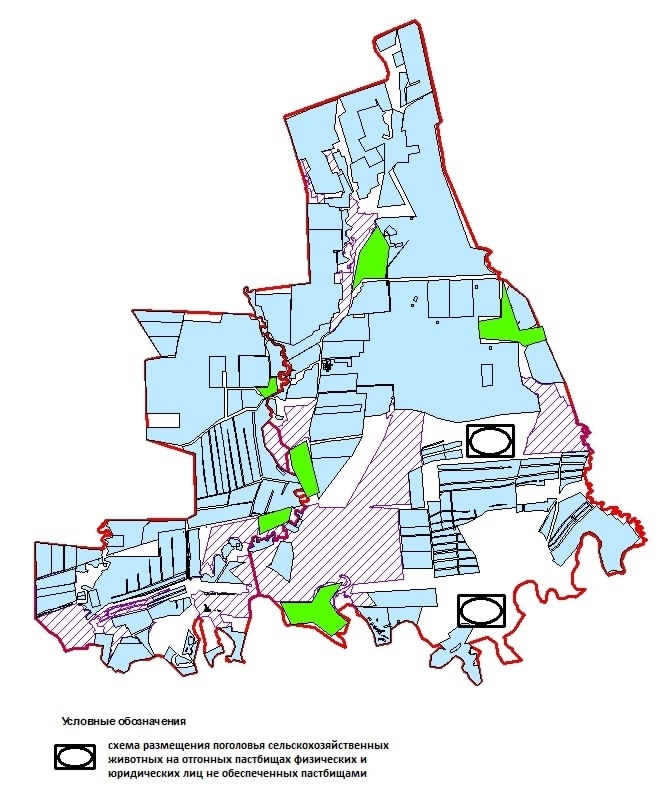 Условные обозначения
схема размещения поголовья сельскохозяйственных
животных на отгонных пастбищах физических и
юридических лиц не обеспеченных пастбищами